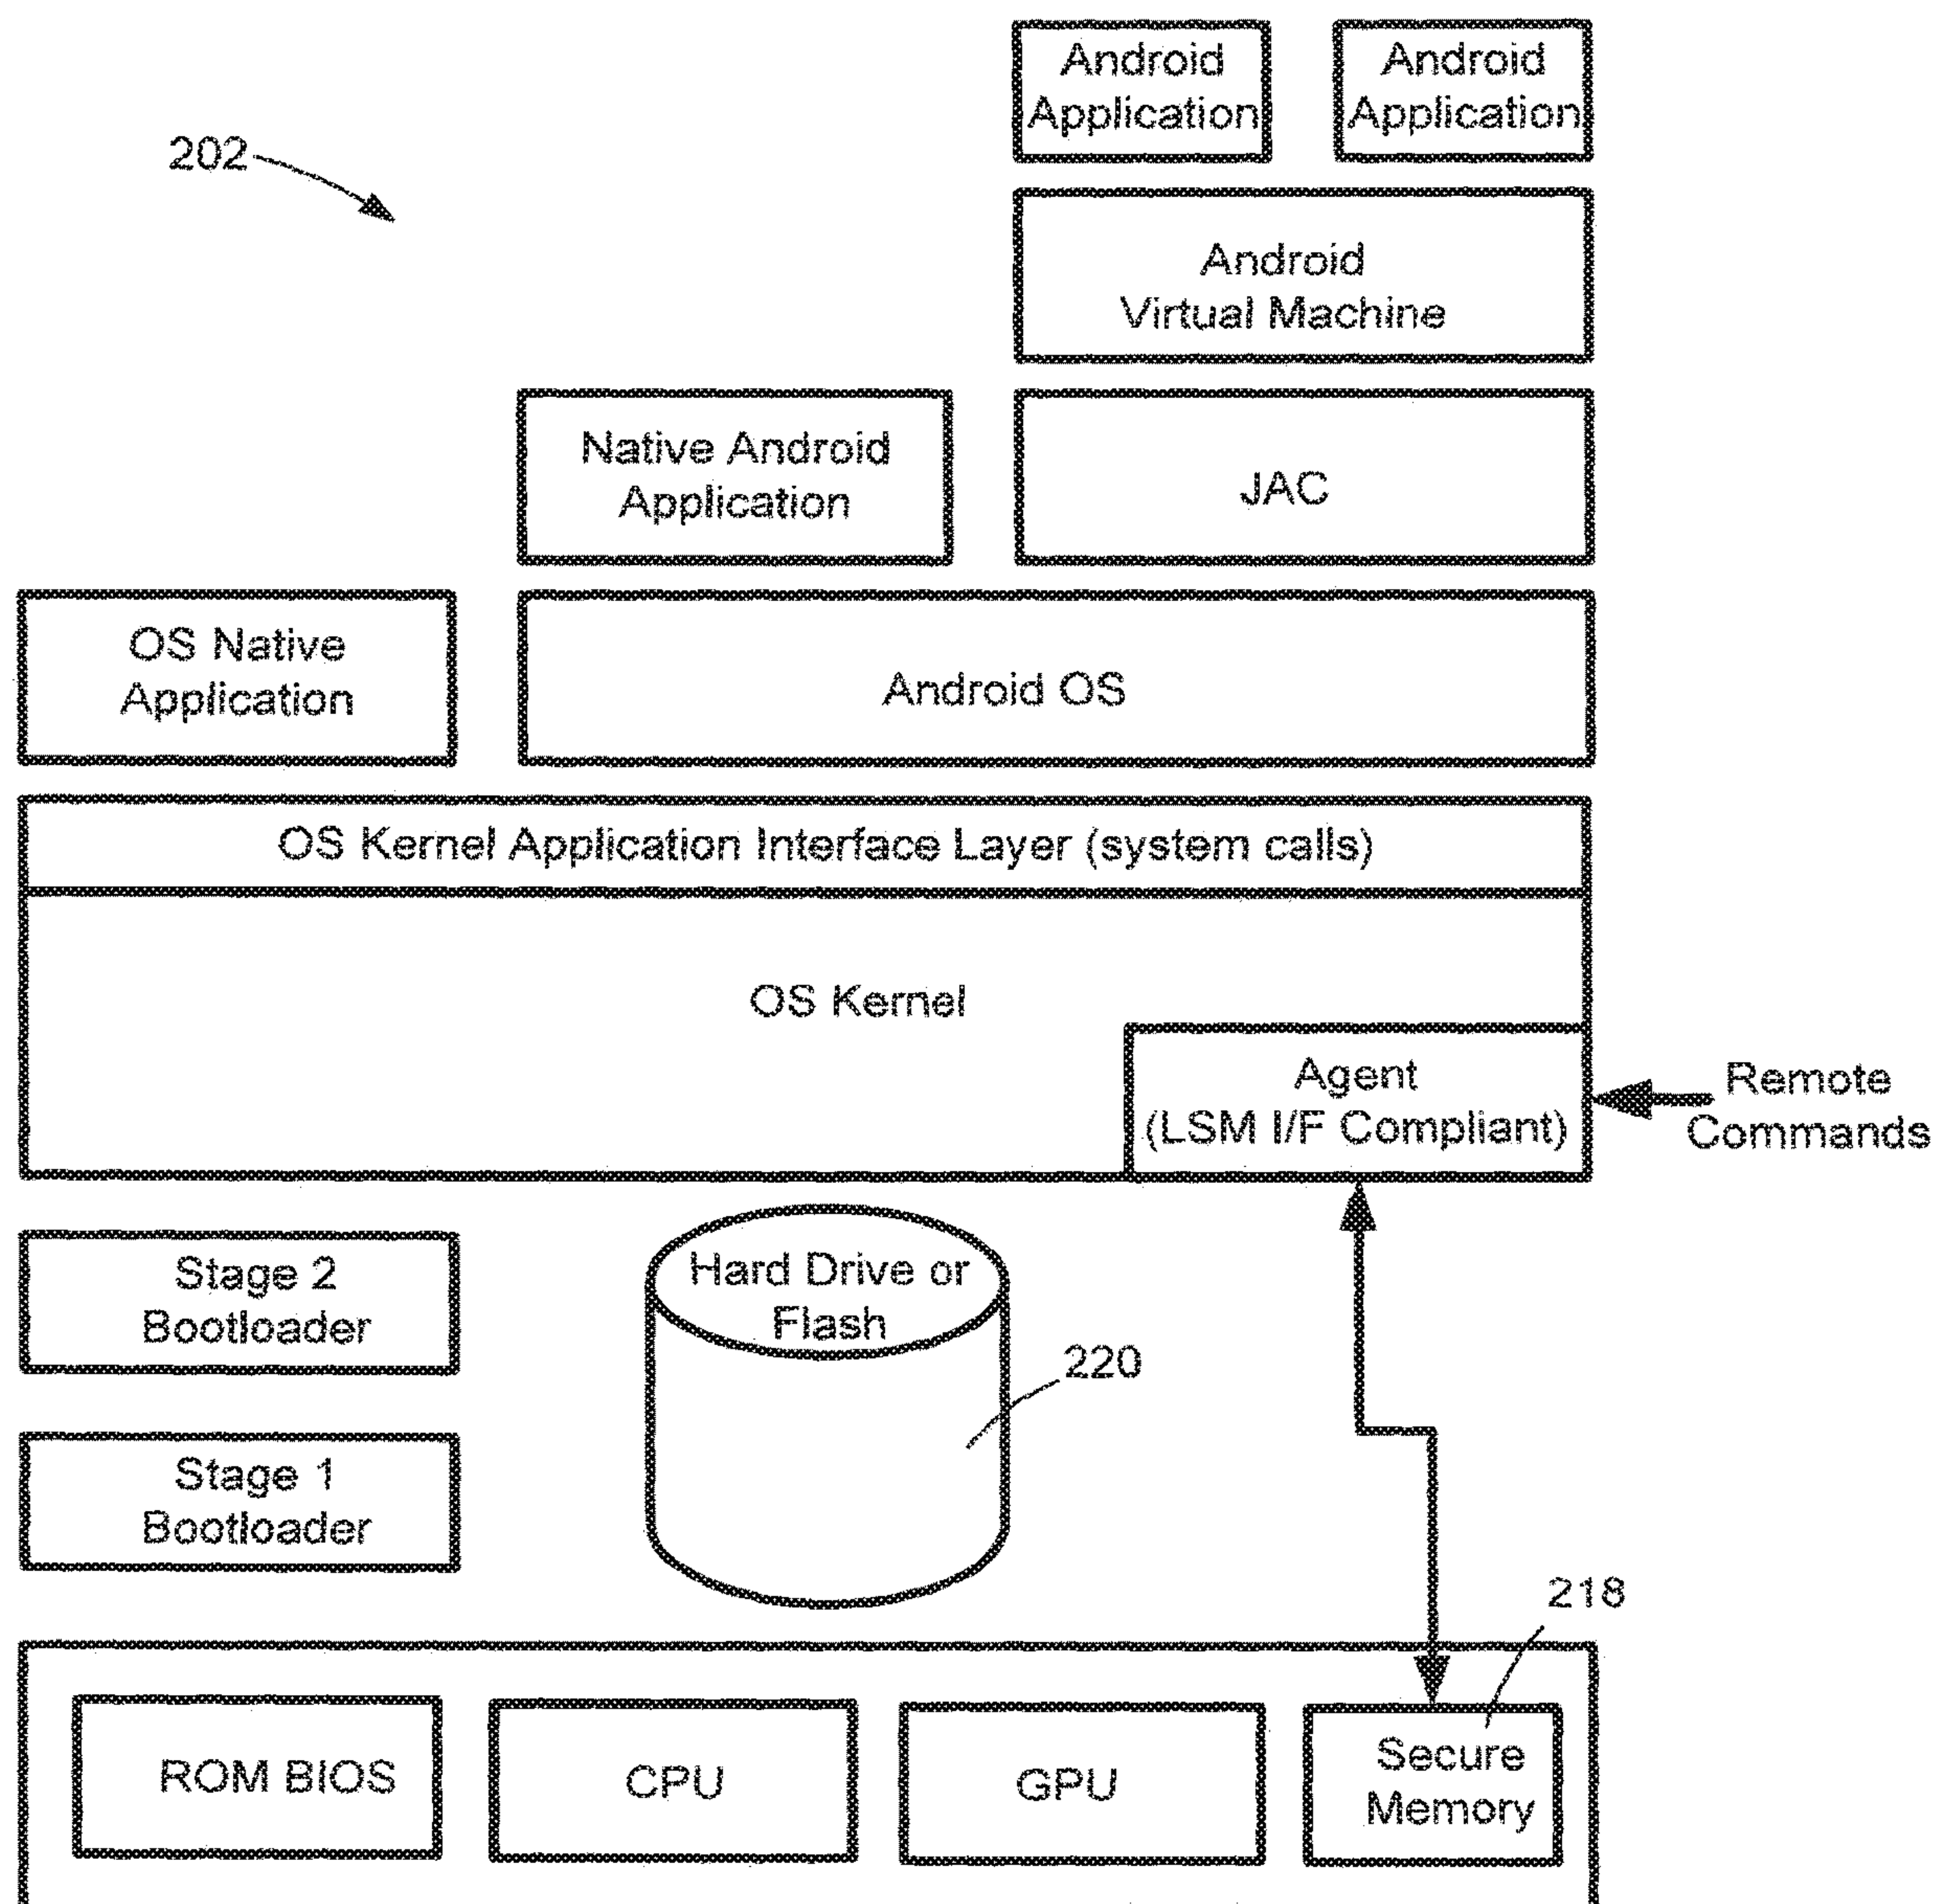 Android
Application
Android
Application
202
Android
Virtual Machine
Native Android
Application
JAC
OS Native
Application
Android OS
OS Kernel Application Interface Layer (system calls)
OS Kernel
Agent
(LSM I/F Compliant)
Remote
Commands
Stage 2
Bootloader
Hard Drive or
Flash
220
Stage 1
Bootloader
218
ROM BIOS
CPU
GPU
Secure
Memory